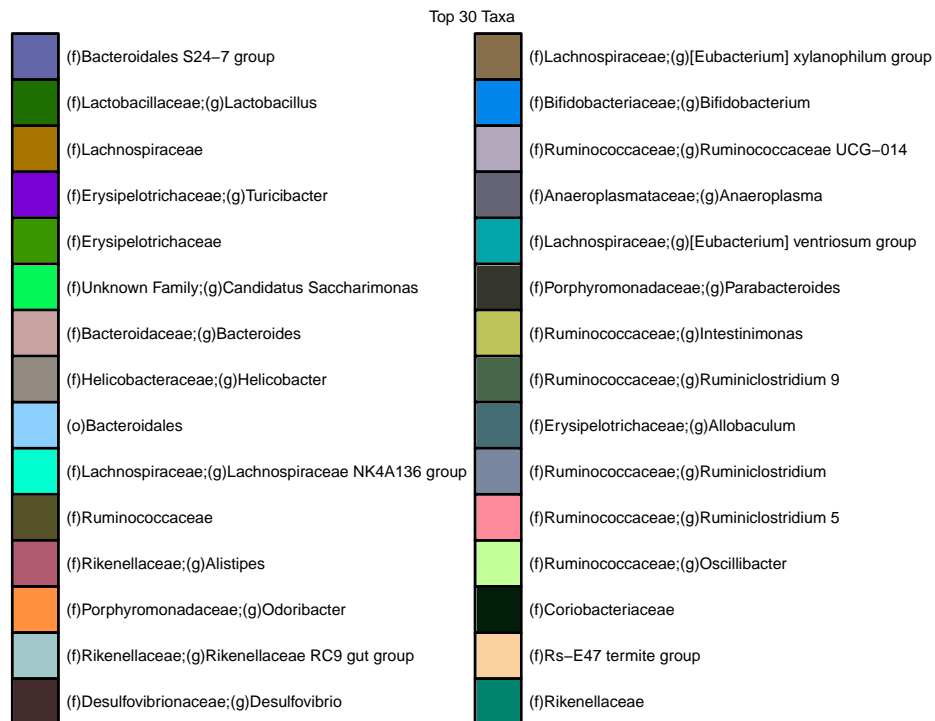 Top 30 Taxa
(f)Bacteroidales S24−7 group
(f)Lactobacillaceae;(g)Lactobacillus
(f)Lachnospiraceae
(f)Erysipelotrichaceae;(g)Turicibacter
(f)Erysipelotrichaceae
(f)Unknown Family;(g)Candidatus Saccharimonas
(f)Bacteroidaceae;(g)Bacteroides
(f)Helicobacteraceae;(g)Helicobacter
(o)Bacteroidales
(f)Lachnospiraceae;(g)Lachnospiraceae NK4A136 group
(f)Ruminococcaceae
(f)Rikenellaceae;(g)Alistipes
(f)Porphyromonadaceae;(g)Odoribacter
(f)Rikenellaceae;(g)Rikenellaceae RC9 gut group
(f)Desulfovibrionaceae;(g)Desulfovibrio
(f)Lachnospiraceae;(g)[Eubacterium] xylanophilum group
(f)Bifidobacteriaceae;(g)Bifidobacterium
(f)Ruminococcaceae;(g)Ruminococcaceae UCG−014
(f)Anaeroplasmataceae;(g)Anaeroplasma
(f)Lachnospiraceae;(g)[Eubacterium] ventriosum group
(f)Porphyromonadaceae;(g)Parabacteroides
(f)Ruminococcaceae;(g)Intestinimonas
(f)Ruminococcaceae;(g)Ruminiclostridium 9
(f)Erysipelotrichaceae;(g)Allobaculum
(f)Ruminococcaceae;(g)Ruminiclostridium
(f)Ruminococcaceae;(g)Ruminiclostridium 5
(f)Ruminococcaceae;(g)Oscillibacter
(f)Coriobacteriaceae
(f)Rs−E47 termite group
(f)Rikenellaceae